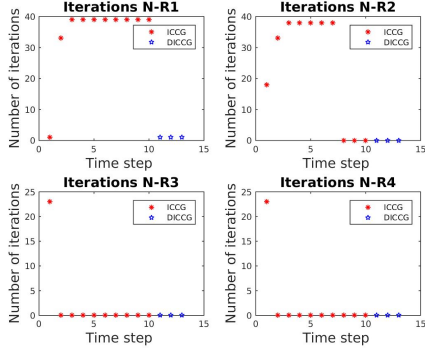 Iterations N-R1
Number of iterations
40
30
20
10
0
0 5 10 15
Time step
ICCG
DICCG
Iterations N-R2
Number of iterations
40
30
20
10
0
0 5 10 15
Time step
ICCG
DICCG
Iterations N-R3
Number of iterations
25
20
15
10
5
0
0 5 10 15
Time step
ICCG
DICCG
Iterations N-R4
Number of iterations
25
20
15
10
5
0
0 5 10 15
Time step
ICCG
DICCG